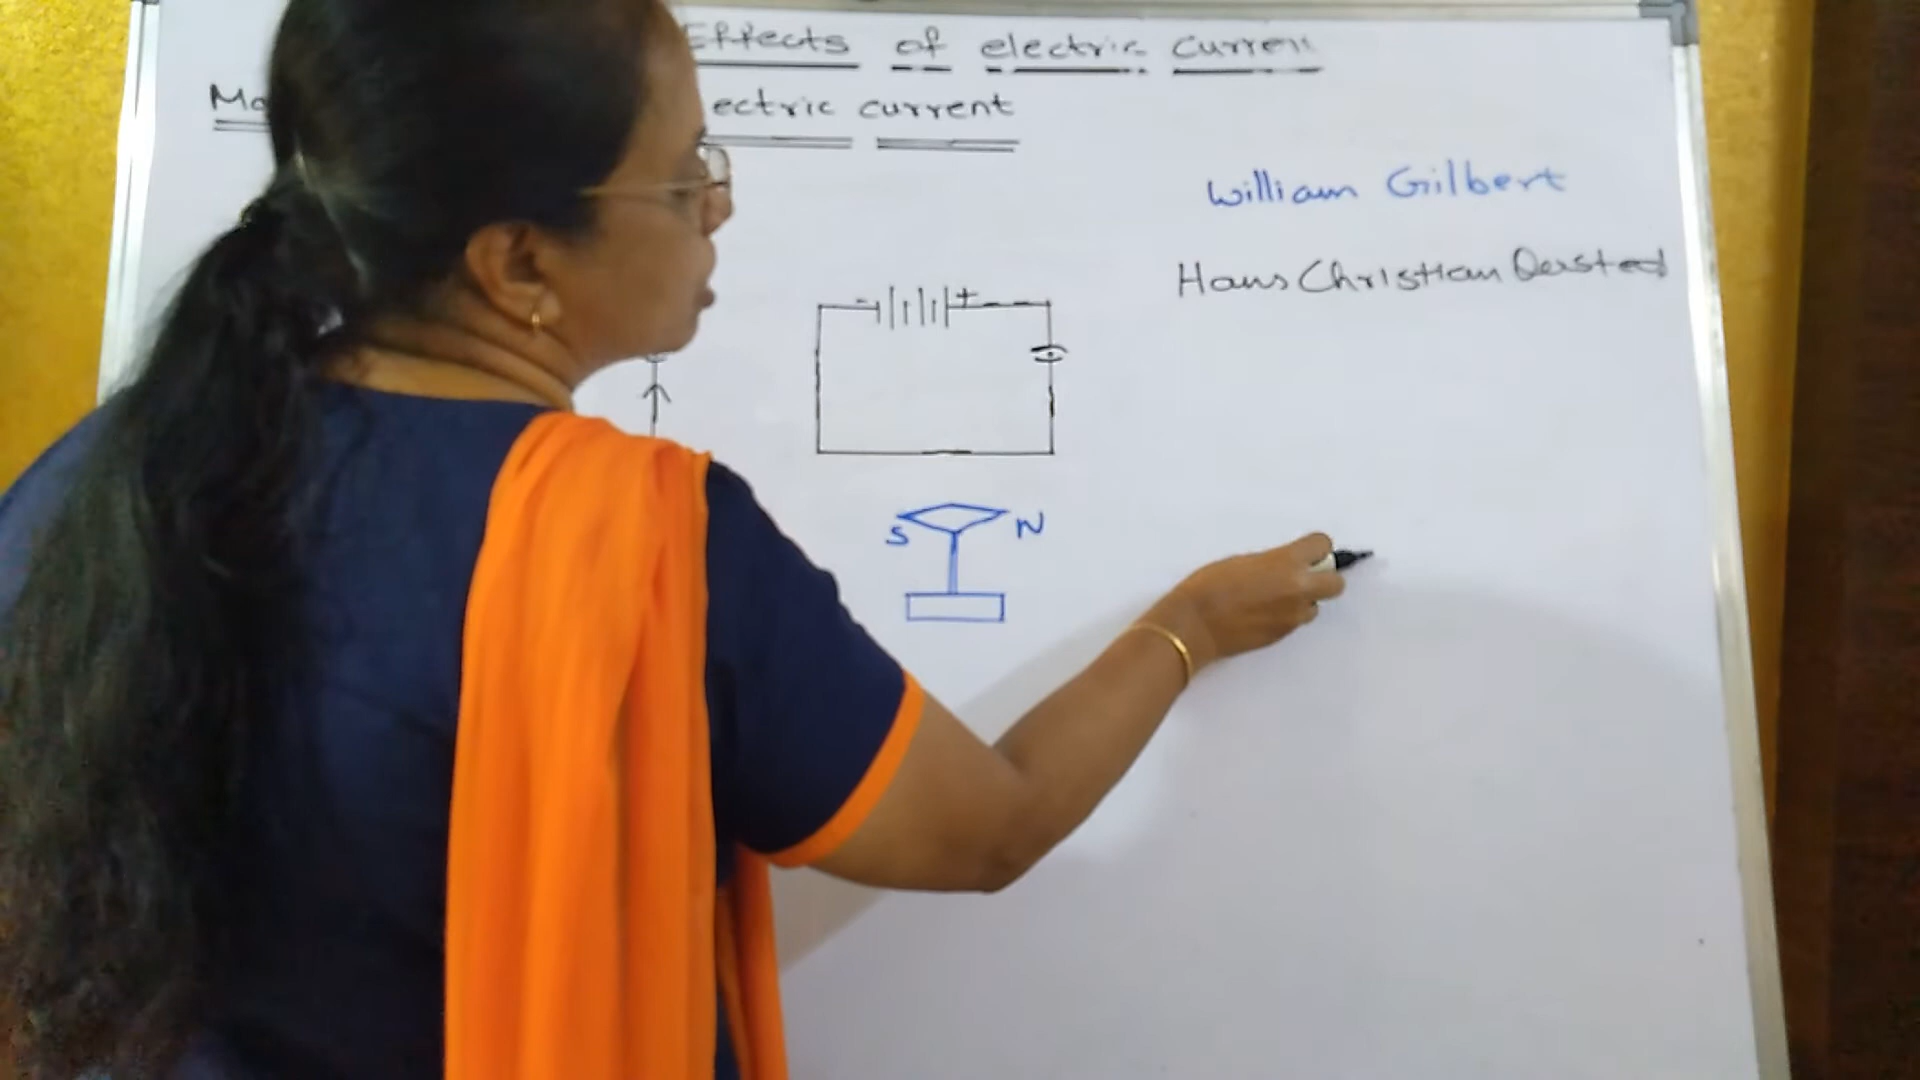 Effects of electric current
ectric current
William Gilbert
Hans Christian Oersted
- +
S N